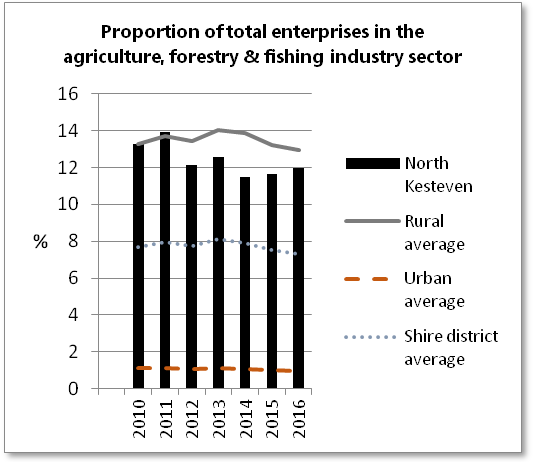 Proportion of total enterprises in the
agriculture, forestry & fishing industry sector
16
14
12
10
8
6
4
2
0
%
2010
2011
2012
2013
2014
2015
2016
North
Kesteven
Rural
average
Urban
average
Shire district
average